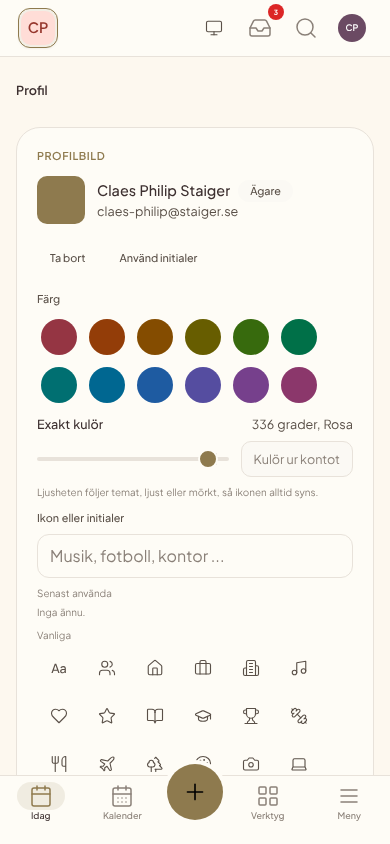 CP
3
CP
Profil
PROFILBILD
Claes Philip Staiger Ägare
claes-philip@staiger.se
Ta bort Använd initialer
Färg
Exakt kulör 336 grader, Rosa
Kulör ur kontot
Ljusheten följer temat, ljust eller mörkt, så ikonen alltid syns.
Ikon eller initialer
Musik, fotboll, kontor ...
Senast använda
Inga ännu.
Vanliga
Aa
Idag Kalender Verktyg Meny